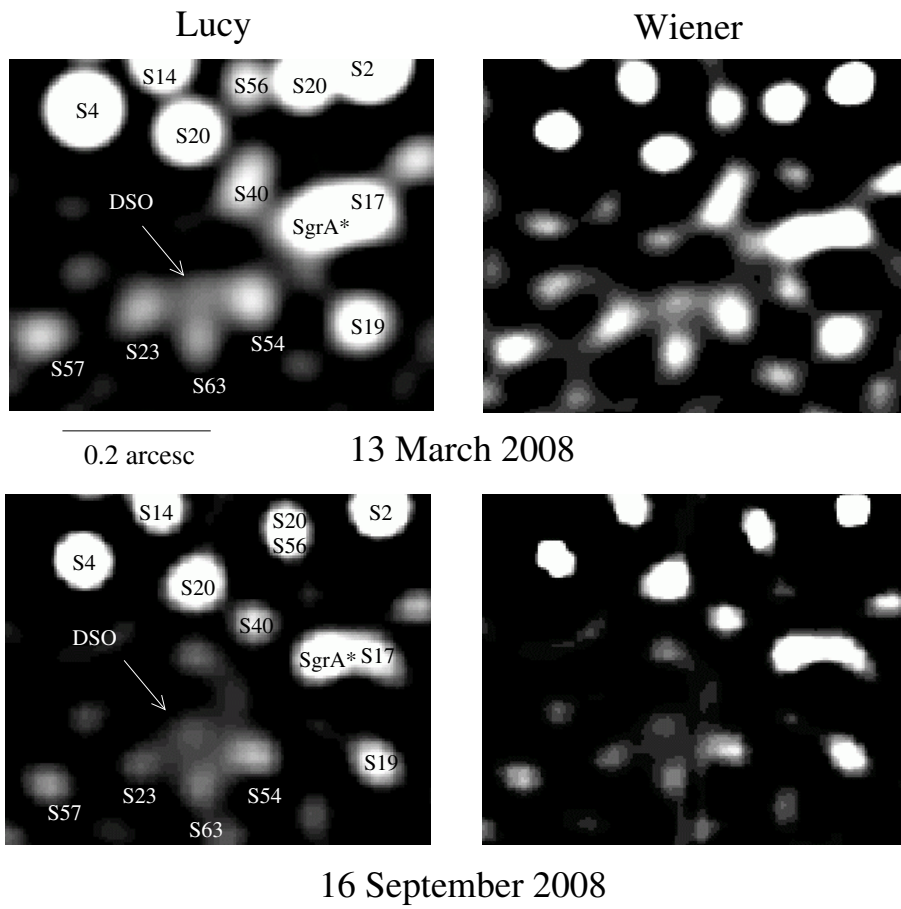 Lucy
Wiener
S14
S56
S20
S2
S4
S20
S40
S17
DSO
SgrA*
S19
S23
S54
S57
S63
0.2 arcesc
13 March 2008
S14
S20
S56
S2
S4
S20
S40
DSO
SgrA* S17
S19
S57
S23
S54
S63
16 September 2008